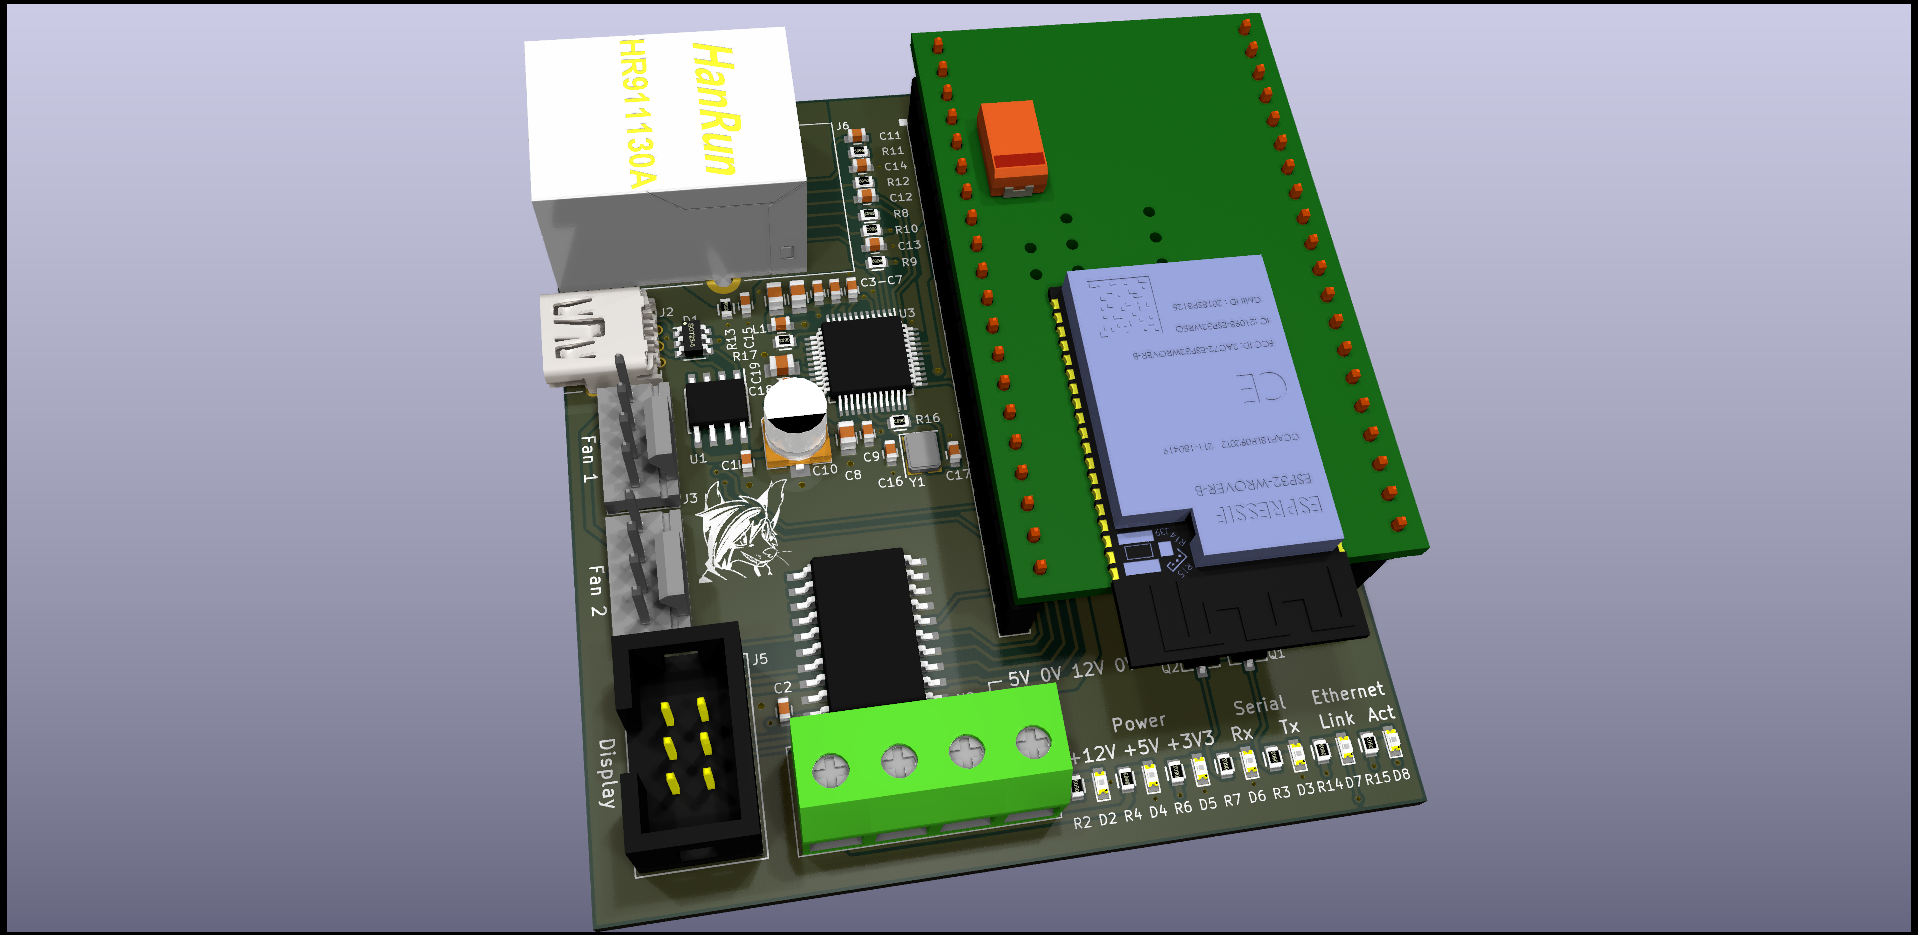 HanRun
HR911130A
J6
C11
R11
C14
R12
C12
R8
R10
C13
R9
C3-C7
J2
U3
L1
R13
C15
R17
C19
C18
R16
U1
C1
C10
C8
C9
C16
Y1
C17
J3
Fan 1
Fan 2
J5
C2
Display
5V 0V 12V
Q2
Q1
Power
Serial
Ethernet
+12V +5V +3V3
Rx
Tx
Link
Act
R2 D2 R4 D4 R6 D5 R7 D6 R3 D3 R14 D7 R15 D8
CE
ESP32-WROVER-B
ESPRESSIF
R14
R15